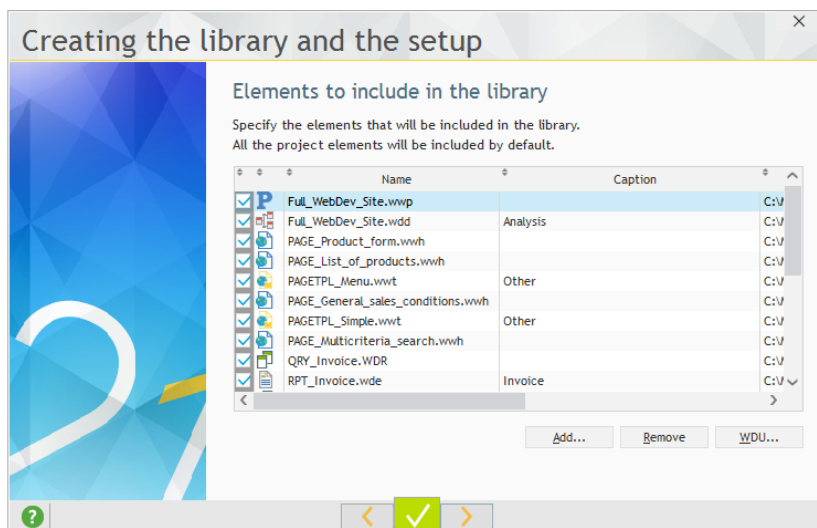 Creating the library and the setup
Elements to include in the library
Specify the elements that will be included in the library.
All the project elements will be included by default.
Name Caption
Full_WebDev_Site.wwp C:\
Full_WebDev_Site.wdd Analysis C:\
PAGE_Product_form.wwh C:\
PAGE_List_of_products.wwh C:\
PAGETPL_Menu.wwt Other C:\
PAGE_General_sales_conditions.wwh C:\
PAGETPL_Simple.wwt Other C:\
PAGE_Multicriteria_search.wwh C:\
QRY_Invoice.WDR C:\
RPT_Invoice.wde Invoice C:\
Add... Remove WDU...